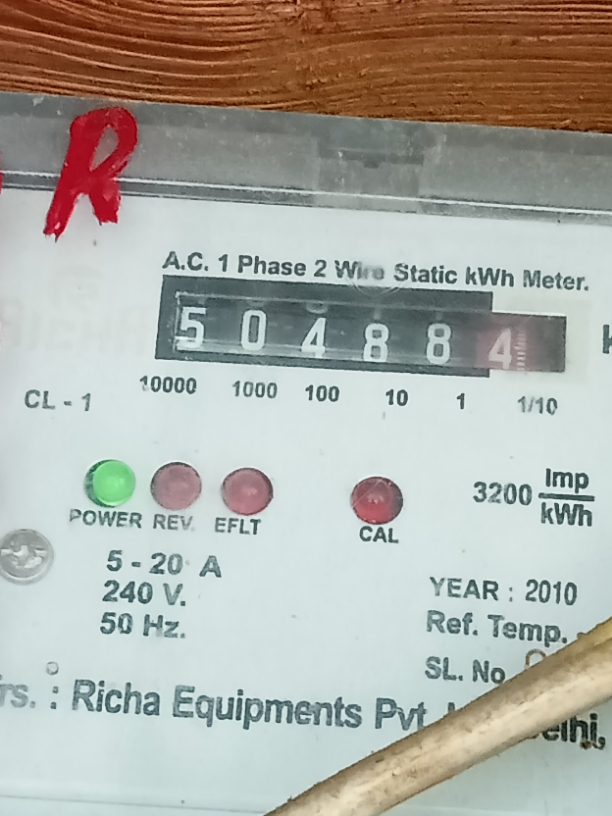 R
A.C. 1 Phase 2 Wire Static kWh Meter.
5 0 4 8 8 4
10000 1000 100 10 1 1/10
CL - 1
3200 Imp
kWh
POWER REV. EFLT CAL
5 - 20 A
240 V.
50 Hz.
YEAR : 2010
Ref. Temp.
SL. No
: Richa Equipments Pvt